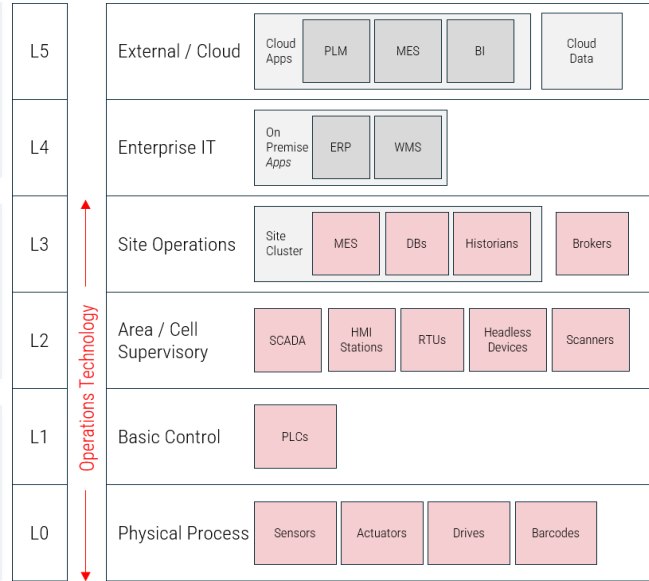 L5
External / Cloud
Cloud
Apps
PLM
MES
BI
Cloud
Data
L4
Enterprise IT
On
Premise
Apps
ERP
WMS
L3
Site Operations
Site
Cluster
MES
DBs
Historians
Brokers
Operations Technology
L2
Area / Cell
Supervisory
SCADA
HMI
Stations
RTUs
Headless
Devices
Scanners
L1
Basic Control
PLCs
L0
Physical Process
Sensors
Actuators
Drives
Barcodes